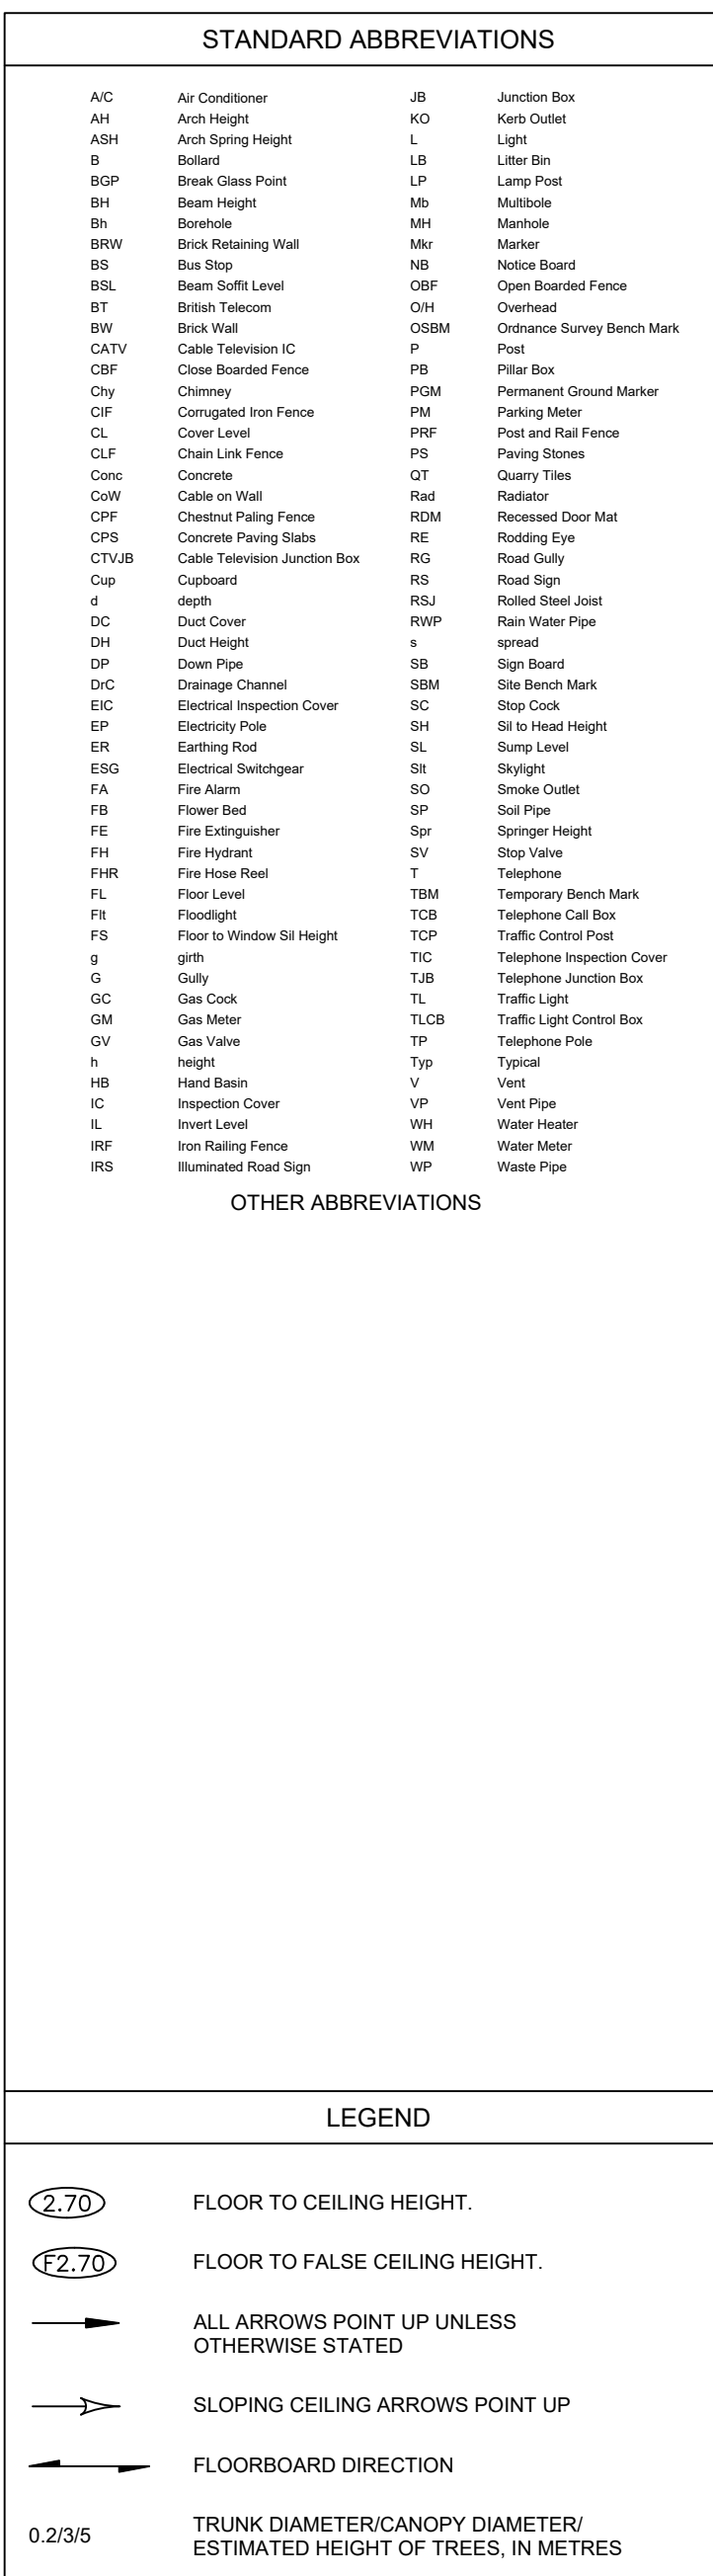 STANDARD ABBREVIATIONS
A/C Air Conditioner
AH Arch Height
ASH Arch Spring Height
B Bollard
BGP Break Glass Point
BH Beam Height
Bh Borehole
BRW Brick Retaining Wall
BS Bus Stop
BSL Beam Soffit Level
BT British Telecom
BW Brick Wall
CATV Cable Television IC
CBF Close Boarded Fence
Chy Chimney
CIF Corrugated Iron Fence
CL Cover Level
CLF Chain Link Fence
Conc Concrete
CoW Cable on Wall
CPF Chestnut Paling Fence
CPS Concrete Paving Slabs
CTVJB Cable Television Junction Box
Cup Cupboard
d depth
DC Duct Cover
DH Duct Height
DP Down Pipe
DrC Drainage Channel
EIC Electrical Inspection Cover
EP Electricity Pole
ER Earthing Rod
ESG Electrical Switchgear
FA Fire Alarm
FB Flower Bed
FE Fire Extinguisher
FH Fire Hydrant
FHR Fire Hose Reel
FL Floor Level
Flt Floodlight
FS Floor to Window Sil Height
g girth
G Gully
GC Gas Cock
GM Gas Meter
GV Gas Valve
h height
HB Hand Basin
IC Inspection Cover
IL Invert Level
IRF Iron Railing Fence
IRS Illuminated Road Sign
JB Junction Box
KO Kerb Outlet
L Light
LB Litter Bin
LP Lamp Post
Mb Multibole
MH Manhole
Mkr Marker
NB Notice Board
OBF Open Boarded Fence
O/H Overhead
OSBM Ordnance Survey Bench Mark
P Post
PB Pillar Box
PGM Permanent Ground Marker
PM Parking Meter
PRF Post and Rail Fence
PS Paving Stones
QT Quarry Tiles
Rad Radiator
RDM Recessed Door Mat
RE Rodding Eye
RG Road Gully
RS Road Sign
RSJ Rolled Steel Joist
RWP Rain Water Pipe
s spread
SB Sign Board
SBM Site Bench Mark
SC Stop Cock
SH Sil to Head Height
SL Sump Level
Slt Skylight
SO Smoke Outlet
SP Soil Pipe
Spr Springer Height
SV Stop Valve
T Telephone
TBM Temporary Bench Mark
TCB Telephone Call Box
TCP Traffic Control Post
TIC Telephone Inspection Cover
TJB Telephone Junction Box
TL Traffic Light
TLCB Traffic Light Control Box
TP Telephone Pole
Typ Typical
V Vent
VP Vent Pipe
WH Water Heater
WM Water Meter
WP Waste Pipe
OTHER ABBREVIATIONS
LEGEND
2.70 FLOOR TO CEILING HEIGHT.
F2.70 FLOOR TO FALSE CEILING HEIGHT.
ALL ARROWS POINT UP UNLESS
OTHERWISE STATED
SLOPING CEILING ARROWS POINT UP
FLOORBOARD DIRECTION
0.2/3/5 TRUNK DIAMETER/CANOPY DIAMETER/
ESTIMATED HEIGHT OF TREES, IN METRES